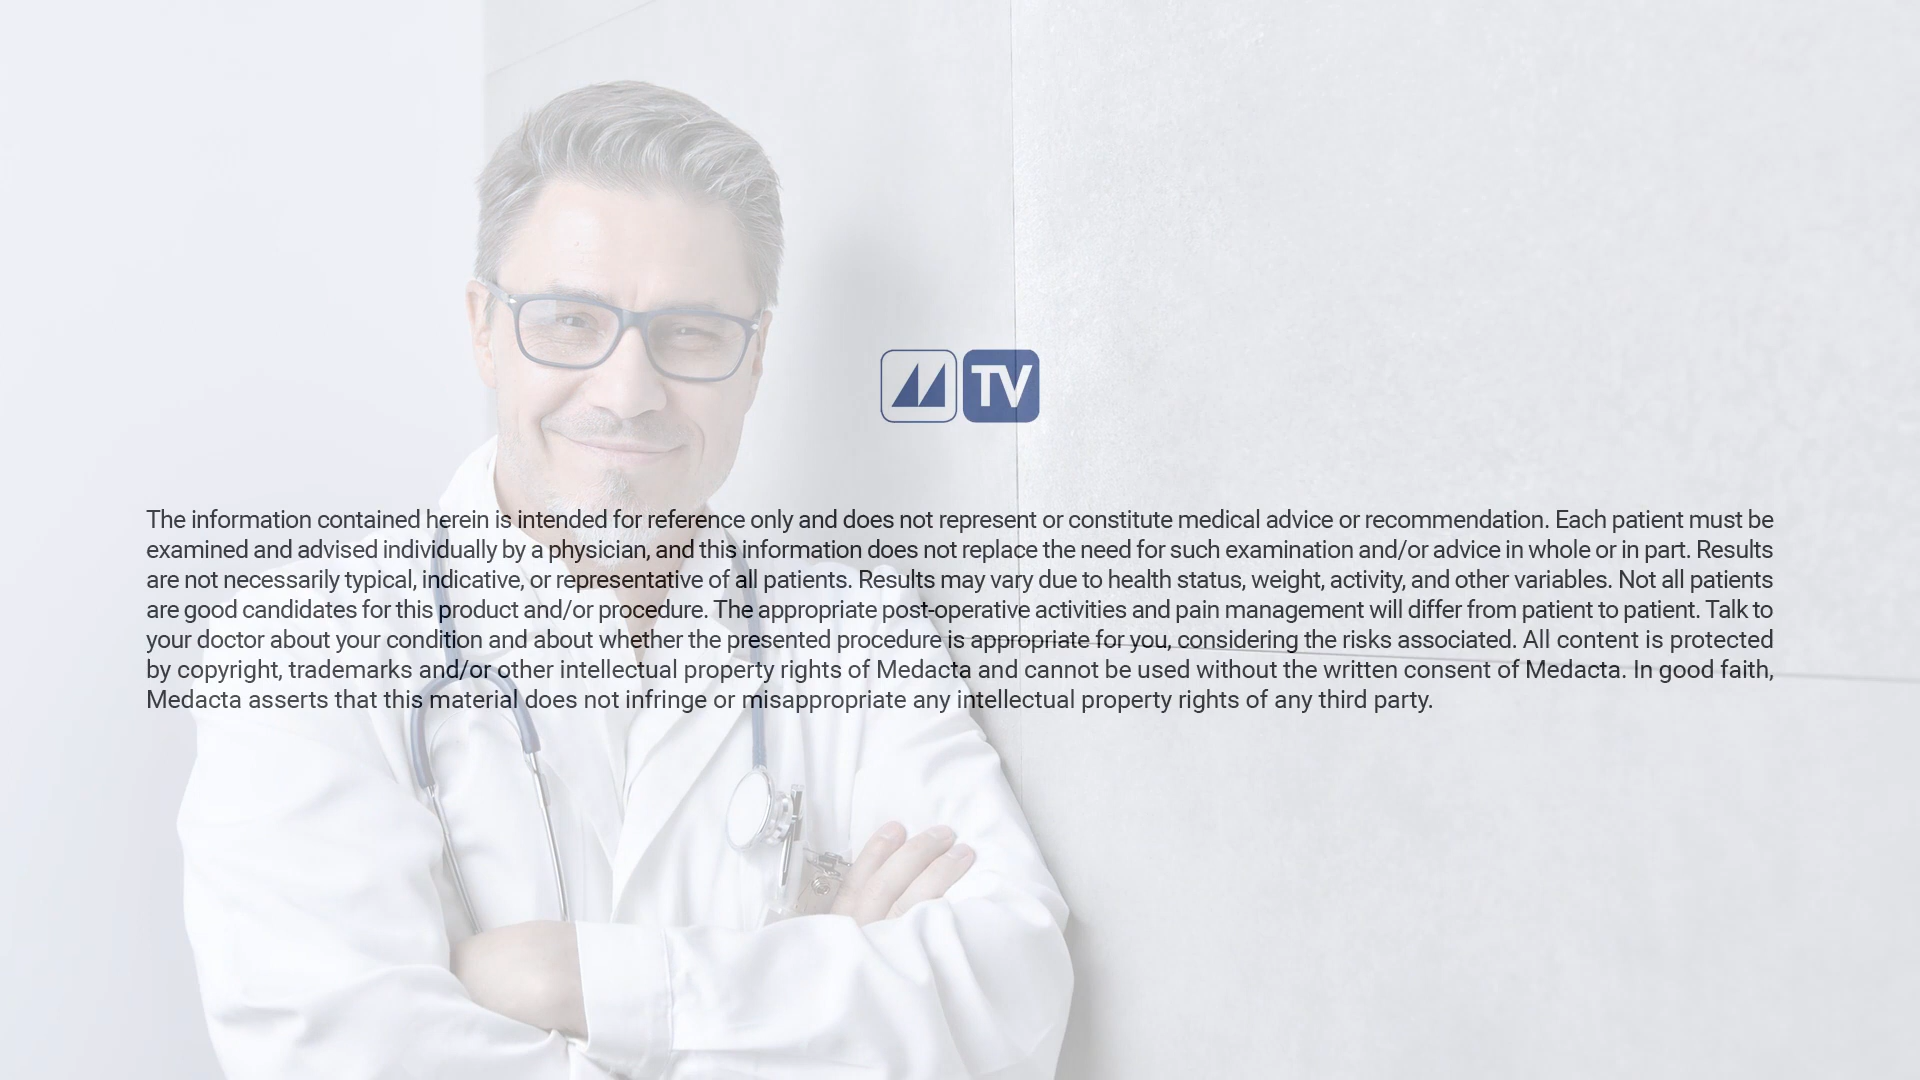 TV
The information contained herein is intended for reference only and does not represent or constitute medical advice or recommendation. Each patient must be
examined and advised individually by a physician, and this information does not replace the need for such examination and/or advice in whole or in part. Results
are not necessarily typical, indicative, or representative of all patients. Results may vary due to health status, weight, activity, and other variables. Not all patients
are good candidates for this product and/or procedure. The appropriate post-operative activities and pain management will differ from patient to patient. Talk to
your doctor about your condition and about whether the presented procedure is appropriate for you, considering the risks associated. All content is protected
by copyright, trademarks and/or other intellectual property rights of Medacta and cannot be used without the written consent of Medacta. In good faith,
Medacta asserts that this material does not infringe or misappropriate any intellectual property rights of any third party.